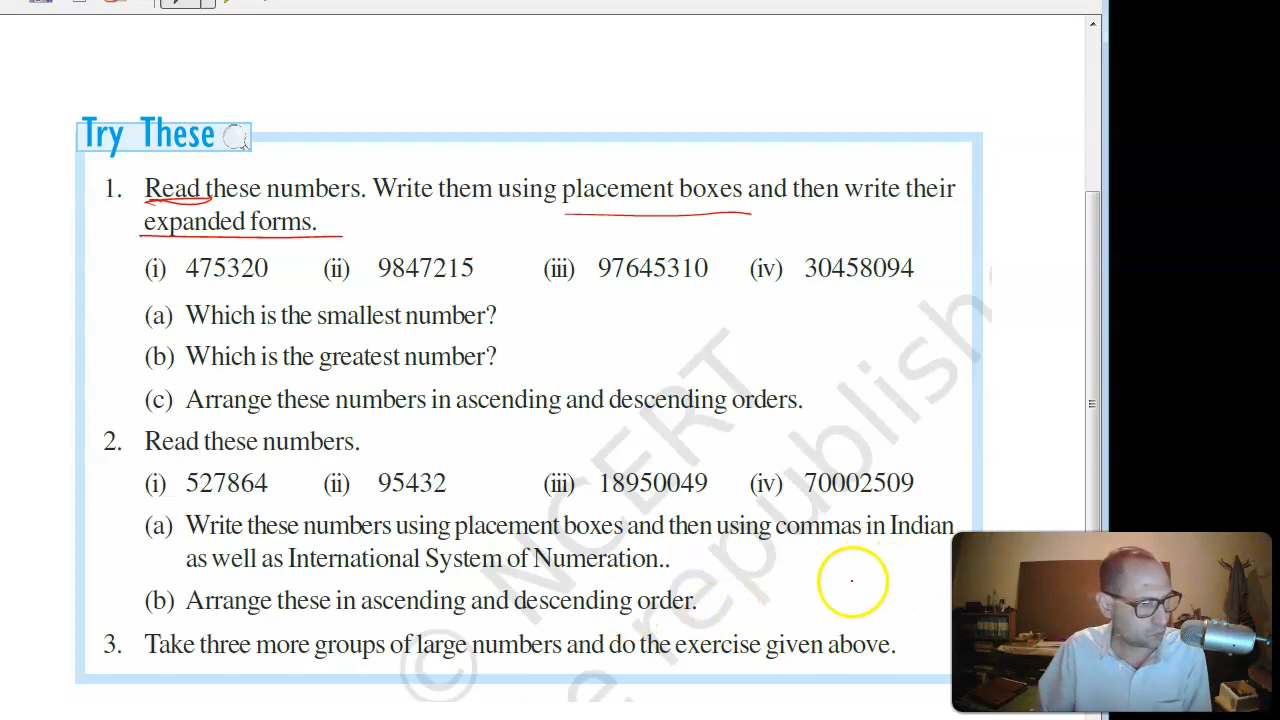 Try These
1. Read these numbers. Write them using placement boxes and then write their
expanded forms.
(i) 475320 (ii) 9847215 (iii) 97645310 (iv) 30458094
(a) Which is the smallest number?
(b) Which is the greatest number?
(c) Arrange these numbers in ascending and descending orders.
2. Read these numbers.
(i) 527864 (ii) 95432 (iii) 18950049 (iv) 70002509
(a) Write these numbers using placement boxes and then using commas in Indian
as well as International System of Numeration..
(b) Arrange these in ascending and descending order.
3. Take three more groups of large numbers and do the exercise given above.
© NCERT
republish